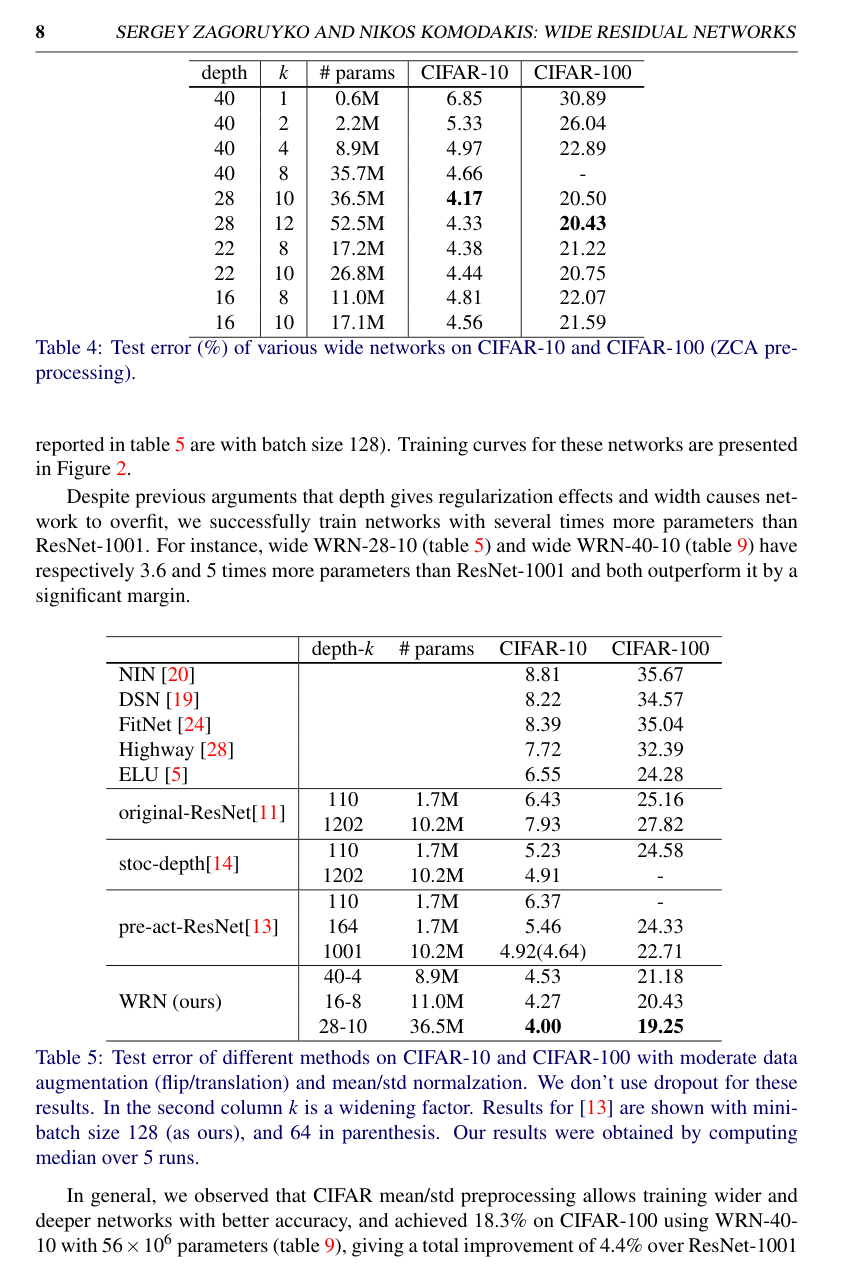 8 SERGEY ZAGORUYKO AND NIKOS KOMODAKIS: WIDE RESIDUAL NETWORKS
depth k # params CIFAR-10 CIFAR-100
40 1 0.6M 6.85 30.89
40 2 2.2M 5.33 26.04
40 4 8.9M 4.97 22.89
40 8 35.7M 4.66 -
28 10 36.5M 4.17 20.50
28 12 52.5M 4.33 20.43
22 8 17.2M 4.38 21.22
22 10 26.8M 4.44 20.75
16 8 11.0M 4.81 22.07
16 10 17.1M 4.56 21.59
Table 4: Test error (%) of various wide networks on CIFAR-10 and CIFAR-100 (ZCA pre-
processing).
reported in table 5 are with batch size 128). Training curves for these networks are presented
in Figure 2.
Despite previous arguments that depth gives regularization effects and width causes net-
work to overfit, we successfully train networks with several times more parameters than
ResNet-1001. For instance, wide WRN-28-10 (table 5) and wide WRN-40-10 (table 9) have
respectively 3.6 and 5 times more parameters than ResNet-1001 and both outperform it by a
significant margin.
depth-k # params CIFAR-10 CIFAR-100
NIN [20] 8.81 35.67
DSN [19] 8.22 34.57
FitNet [24] 8.39 35.04
Highway [28] 7.72 32.39
ELU [5] 6.55 24.28
original-ResNet[11] 110 1.7M 6.43 25.16
1202 10.2M 7.93 27.82
stoc-depth[14] 110 1.7M 5.23 24.58
1202 10.2M 4.91 -
110 1.7M 6.37 -
pre-act-ResNet[13] 164 1.7M 5.46 24.33
1001 10.2M 4.92(4.64) 22.71
40-4 8.9M 4.53 21.18
WRN (ours) 16-8 11.0M 4.27 20.43
28-10 36.5M 4.00 19.25
Table 5: Test error of different methods on CIFAR-10 and CIFAR-100 with moderate data
augmentation (flip/translation) and mean/std normalzation. We don't use dropout for these
results. In the second column k is a widening factor. Results for [13] are shown with mini-
batch size 128 (as ours), and 64 in parenthesis. Our results were obtained by computing
median over 5 runs.
In general, we observed that CIFAR mean/std preprocessing allows training wider and
deeper networks with better accuracy, and achieved 18.3% on CIFAR-100 using WRN-40-
10 with 56 × 10⁶ parameters (table 9), giving a total improvement of 4.4% over ResNet-1001